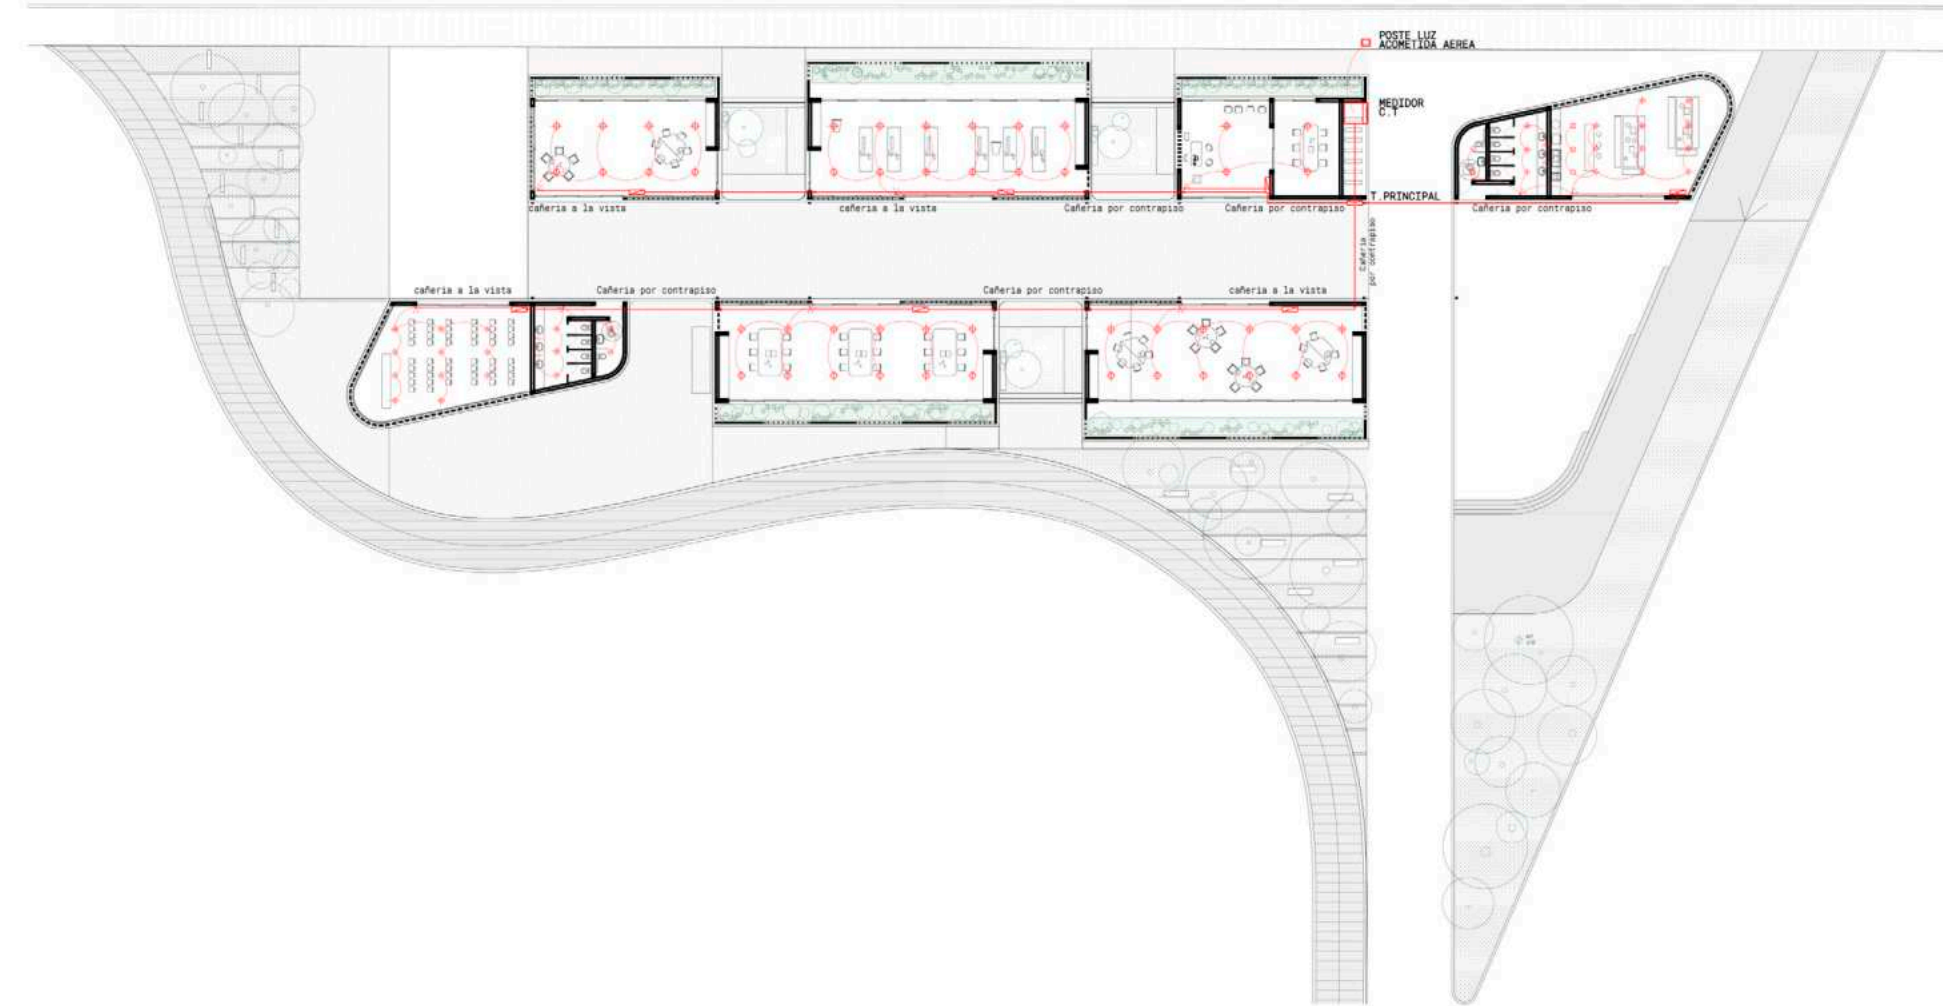 POSTE LUZ
ACOMETIDA AEREA
MEDIDOR
C.T
T.PRINCIPAL
cañeria a la vista
cañeria a la vista
Cañeria por contrapiso
Cañeria por contrapiso
Cañeria por contrapiso
Cañeria
por contrapiso
cañeria a la vista
Cañeria por contrapiso
Cañeria por contrapiso
cañeria a la vista